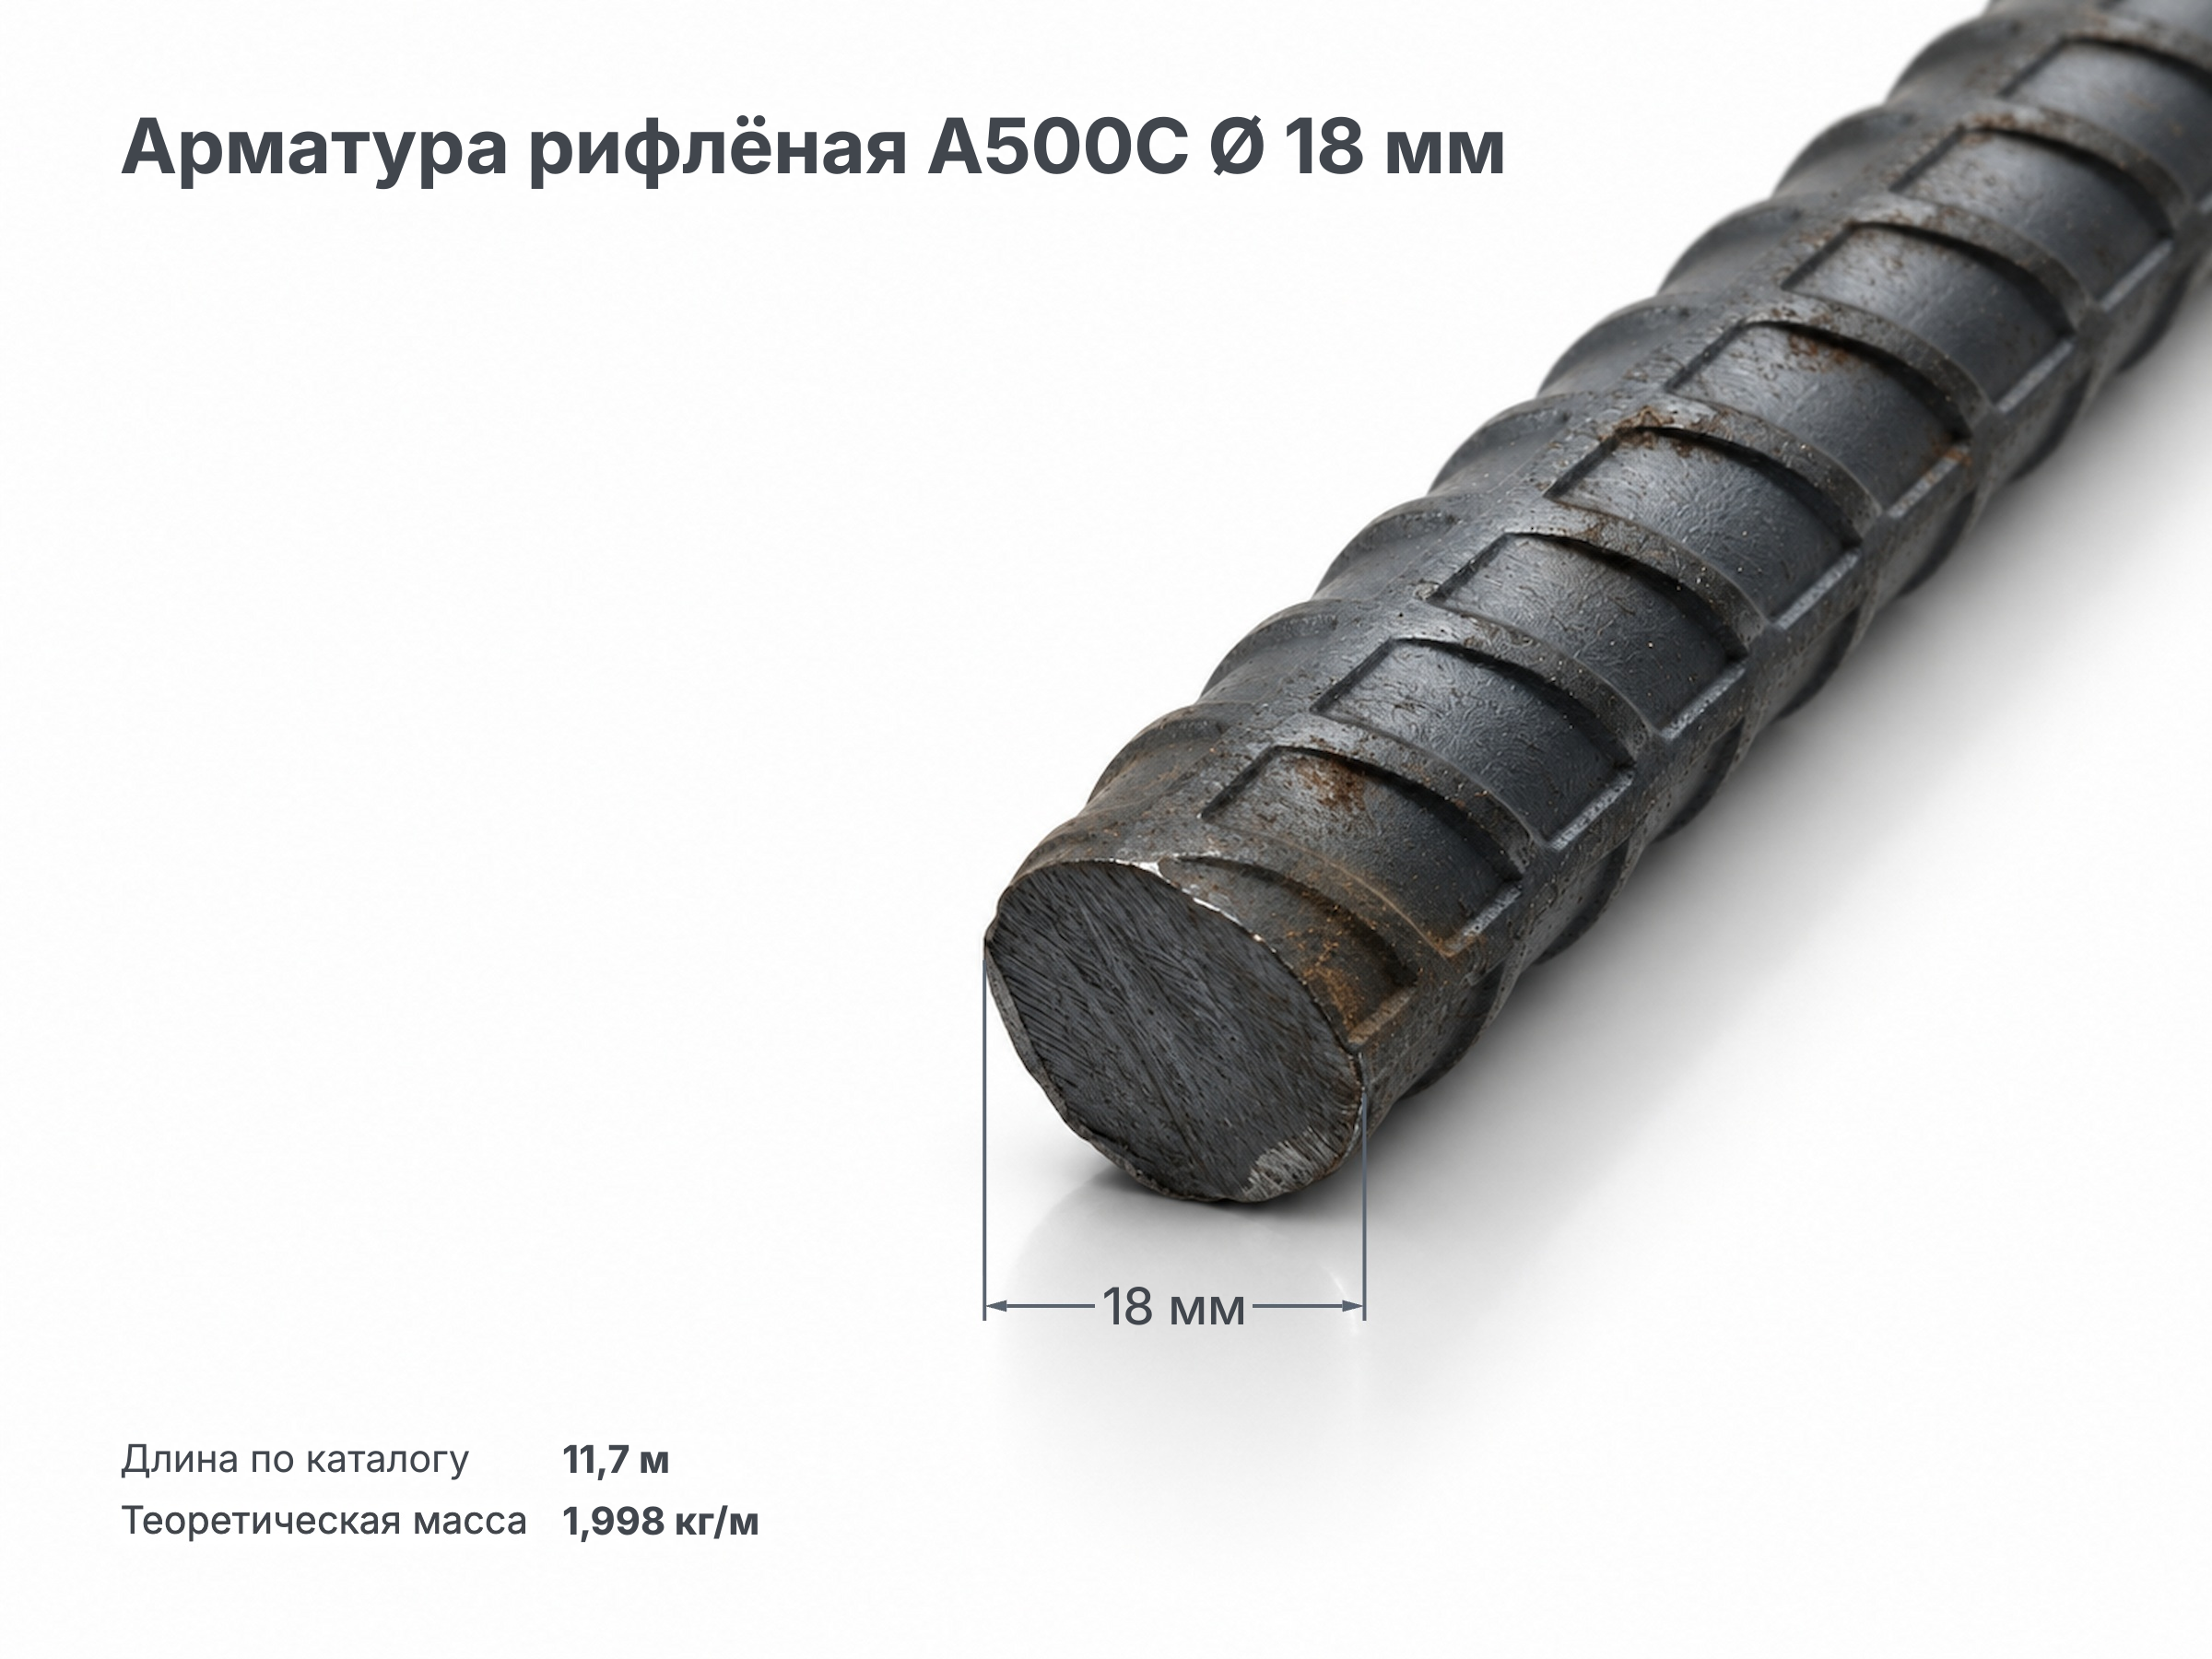 Арматура рифлёная А500С Ø 18 мм
18 мм
Длина по каталогу 11,7 м
Теоретическая масса 1,998 кг/м